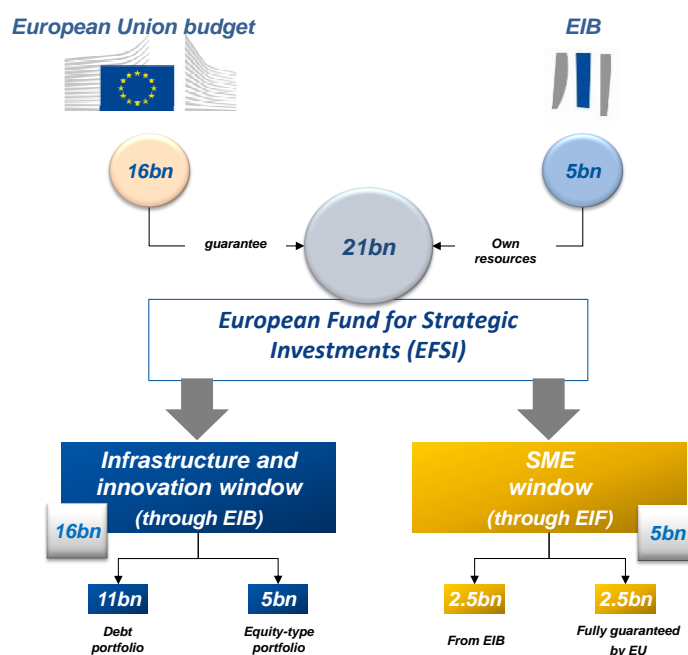 European Union budget
EIB
16bn
5bn
guarantee
21bn
Own
resources
European Fund for Strategic
Investments (EFSI)
Infrastructure and
innovation window
(through EIB)
16bn
SME
window
(through EIF)
5bn
11bn
5bn
2.5bn
2.5bn
Debt
portfolio
Equity-type
portfolio
From EIB
Fully guaranteed
by EU